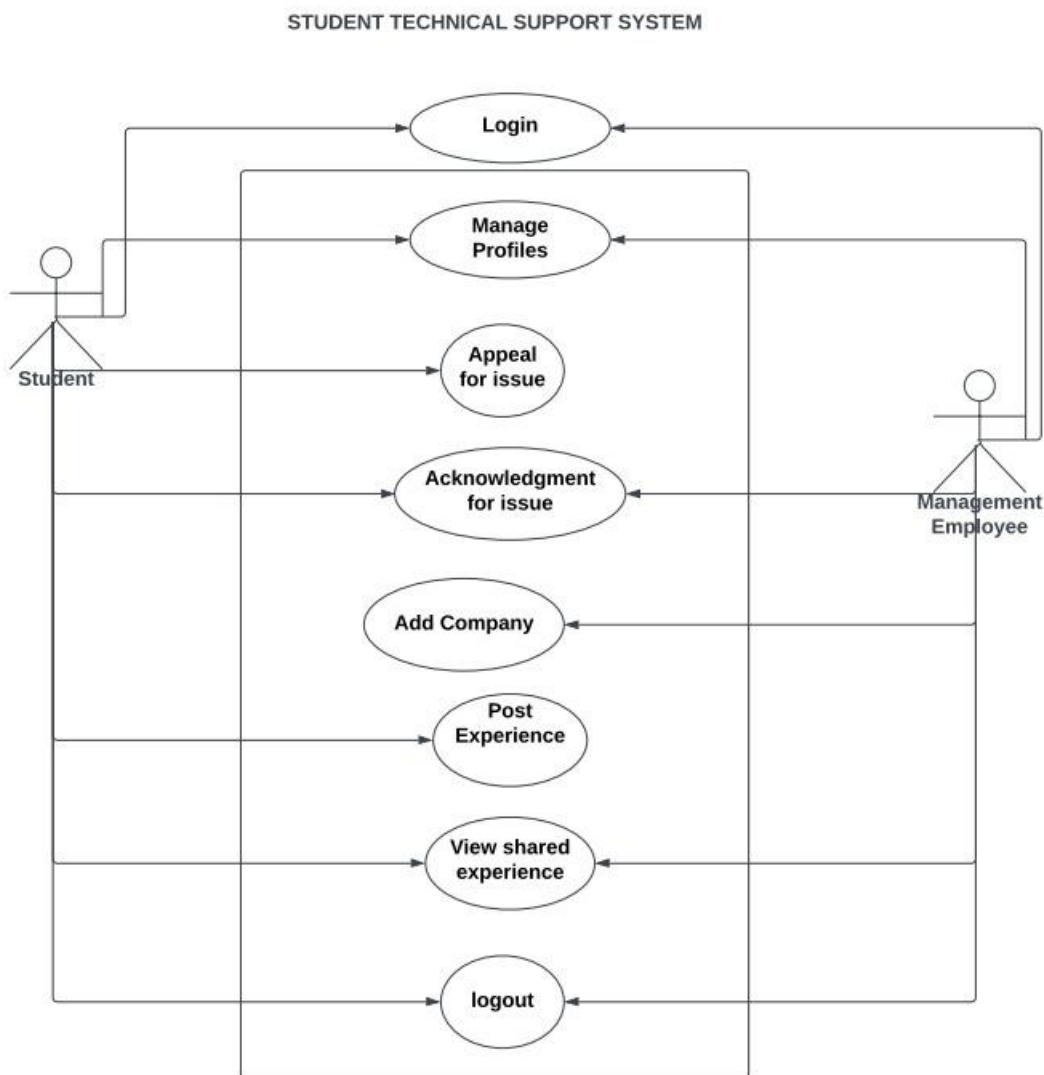 STUDENT TECHNICAL SUPPORT SYSTEM
Login
Manage
Profiles
Appeal
for issue
Student
Acknowledgment
for issue
Management
Employee
Add Company
Post
Experience
View shared
experience
logout